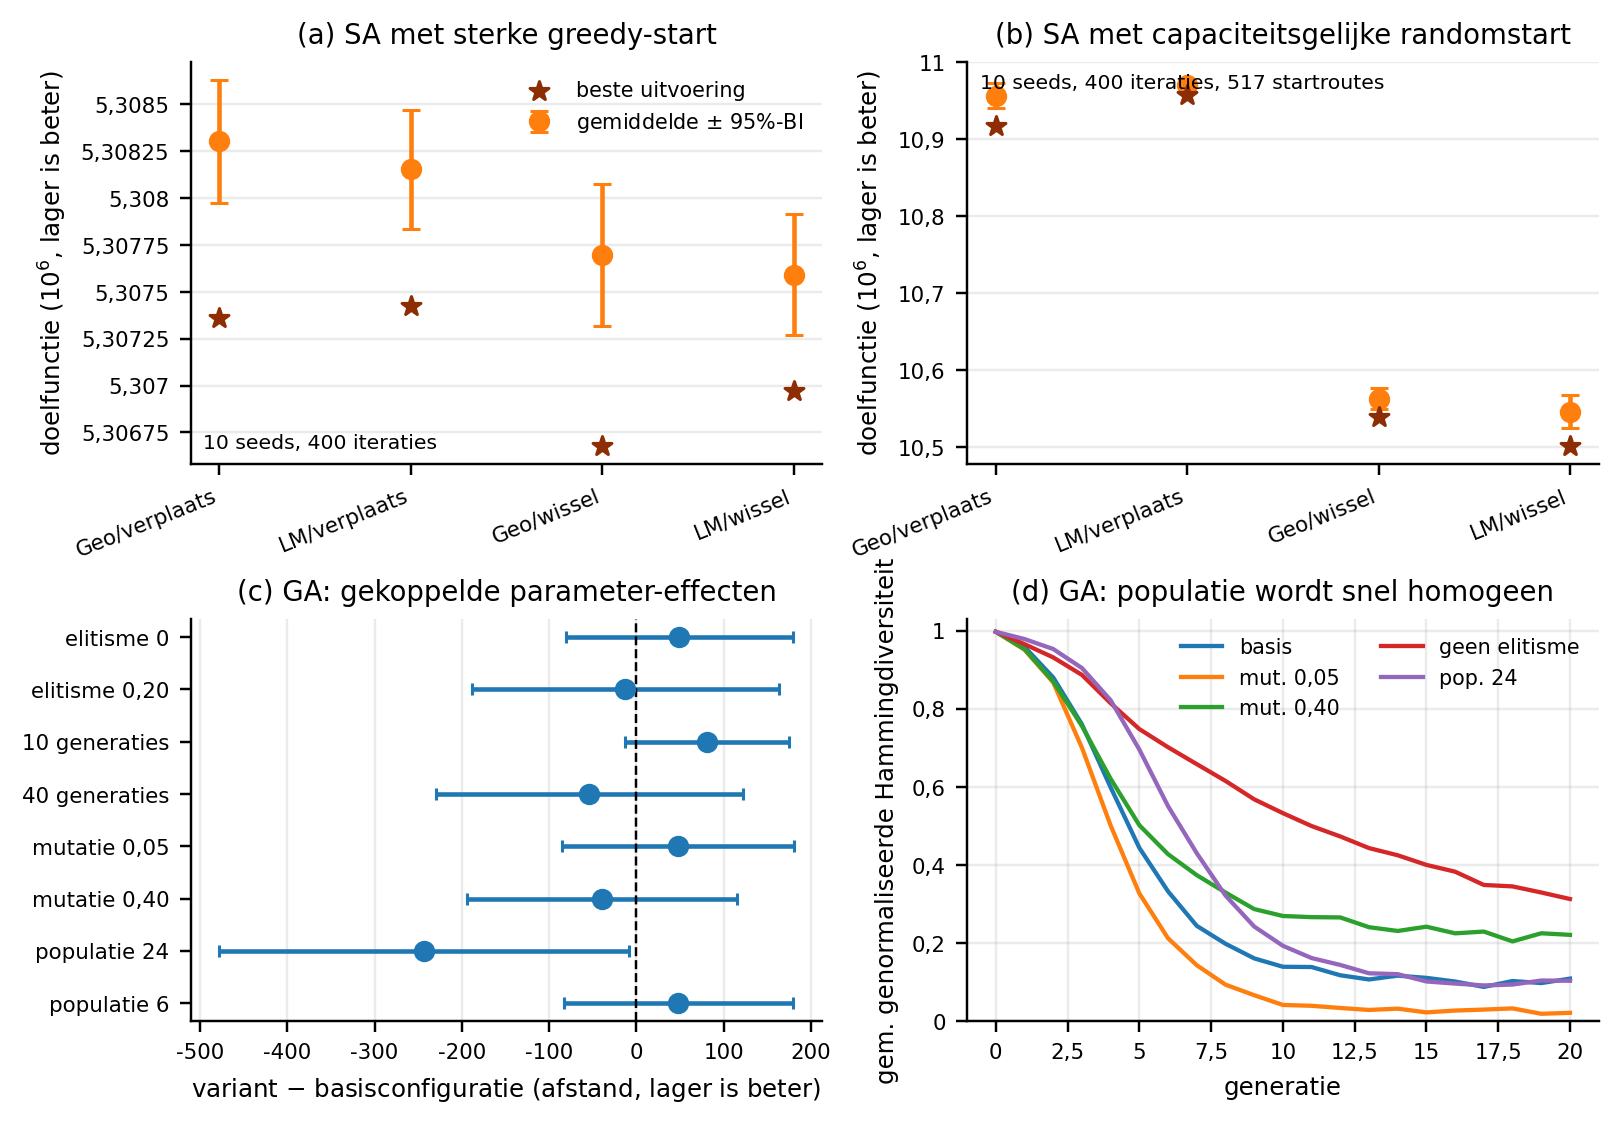 (a) SA met sterke greedy-start
doelfunctie (10⁶, lager is beter)
5,3085
5,30825
5,308
5,30775
5,3075
5,30725
5,307
5,30675
beste uitvoering
gemiddelde ± 95%-BI
10 seeds, 400 iteraties
Geo/verplaats
LM/verplaats
Geo/wissel
LM/wissel
(b) SA met capaciteitsgelijke randomstart
doelfunctie (10⁶, lager is beter)
11
10,9
10,8
10,7
10,6
10,5
10 seeds, 400 iteraties, 517 startroutes
Geo/verplaats
LM/verplaats
Geo/wissel
LM/wissel
(c) GA: gekoppelde parameter-effecten
elitisme 0
elitisme 0,20
10 generaties
40 generaties
mutatie 0,05
mutatie 0,40
populatie 24
populatie 6
-500 -400 -300 -200 -100 0 100 200
variant − basisconfiguratie (afstand, lager is beter)
(d) GA: populatie wordt snel homogeen
gem. genormaliseerde Hammingdiversiteit
1
0,8
0,6
0,4
0,2
0
basis
mut. 0,05
mut. 0,40
geen elitisme
pop. 24
0 2,5 5 7,5 10 12,5 15 17,5 20
generatie